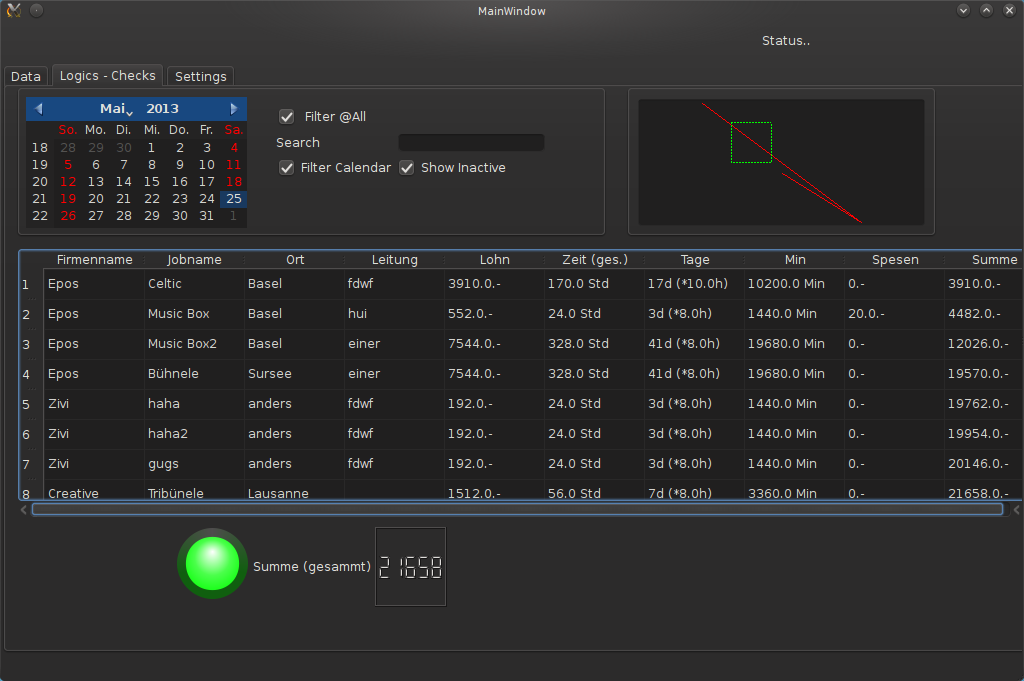 MainWindow
Status..
Data Logics - Checks Settings
Mai 2013
So. Mo. Di. Mi. Do. Fr. Sa.
18 28 29 30 1 2 3 4
19 5 6 7 8 9 10 11
20 12 13 14 15 16 17 18
21 19 20 21 22 23 24 25
22 26 27 28 29 30 31 1
Filter @All
Search
Filter Calendar Show Inactive
Firmenname Jobname Ort Leitung Lohn Zeit (ges.) Tage Min Spesen Summe
1 Epos Celtic Basel fdwf 3910.0.- 170.0 Std 17d (*10.0h) 10200.0 Min 0.- 3910.0.-
2 Epos Music Box Basel hui 552.0.- 24.0 Std 3d (*8.0h) 1440.0 Min 20.0.- 4482.0.-
3 Epos Music Box2 Basel einer 7544.0.- 328.0 Std 41d (*8.0h) 19680.0 Min 0.- 12026.0.-
4 Epos Bühnele Sursee einer 7544.0.- 328.0 Std 41d (*8.0h) 19680.0 Min 0.- 19570.0.-
5 Zivi haha anders fdwf 192.0.- 24.0 Std 3d (*8.0h) 1440.0 Min 0.- 19762.0.-
6 Zivi haha2 anders fdwf 192.0.- 24.0 Std 3d (*8.0h) 1440.0 Min 0.- 19954.0.-
7 Zivi gugs anders fdwf 192.0.- 24.0 Std 3d (*8.0h) 1440.0 Min 0.- 20146.0.-
8 Creative Tribünele Lausanne 1512.0.- 56.0 Std 7d (*8.0h) 3360.0 Min 0.- 21658.0.-
Summe (gesammt) 21658